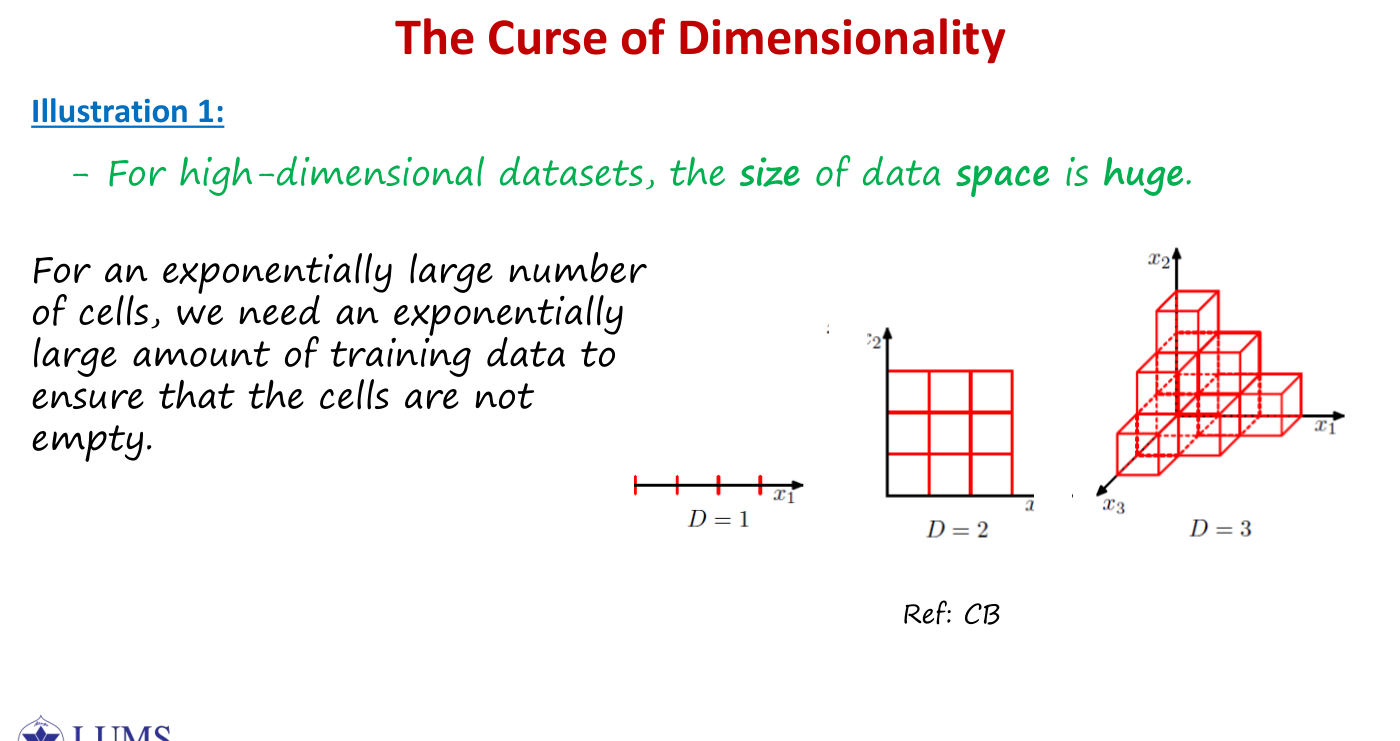 The Curse of Dimensionality
Illustration 1:
- For high-dimensional datasets, the size of data space is huge.
For an exponentially large number
of cells, we need an exponentially
large amount of training data to
ensure that the cells are not
empty.
x1
D = 1
2
D = 2
x2
x1
x3
D = 3
Ref: CB
LUMS